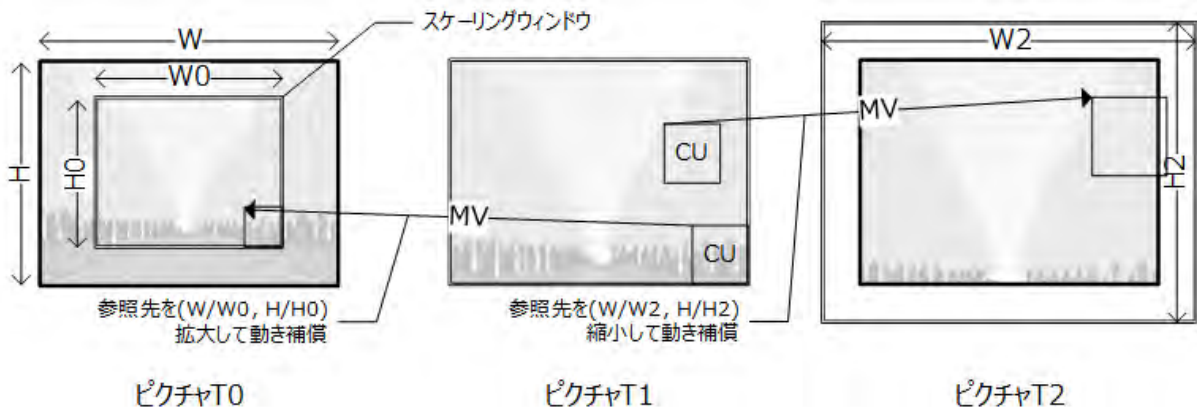 スケーリングウィンドウ
W
W0
H
H0
MV
参照先を(W/W0, H/H0)
拡大して動き補償
ピクチャT0
CU
CU
参照先を(W/W2, H/H2)
縮小して動き補償
ピクチャT1
W2
MV
H2
ピクチャT2